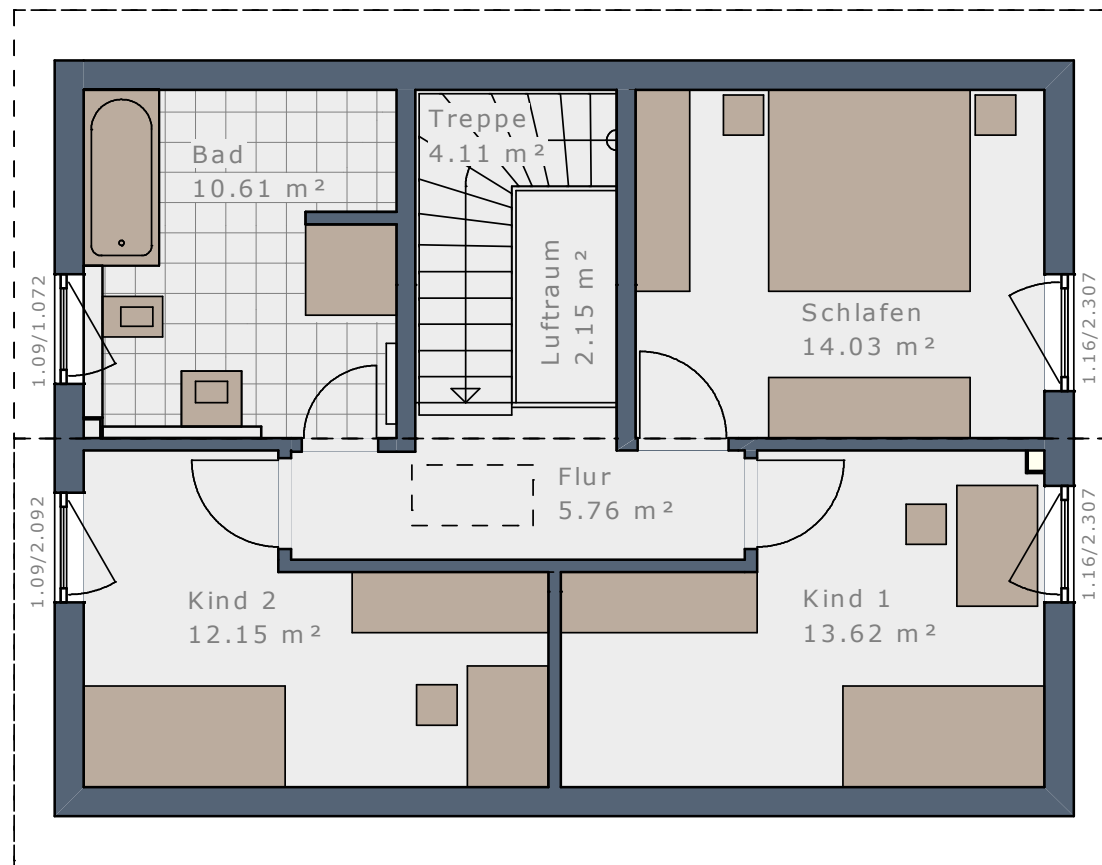 Treppe
4.11 m²
Bad
10.61 m²
Luftraum
2.15 m²
Schlafen
14.03 m²
1.09/1.072
1.16/2.307
Flur
5.76 m²
1.09/2.092
1.16/2.307
Kind 2
12.15 m²
Kind 1
13.62 m²